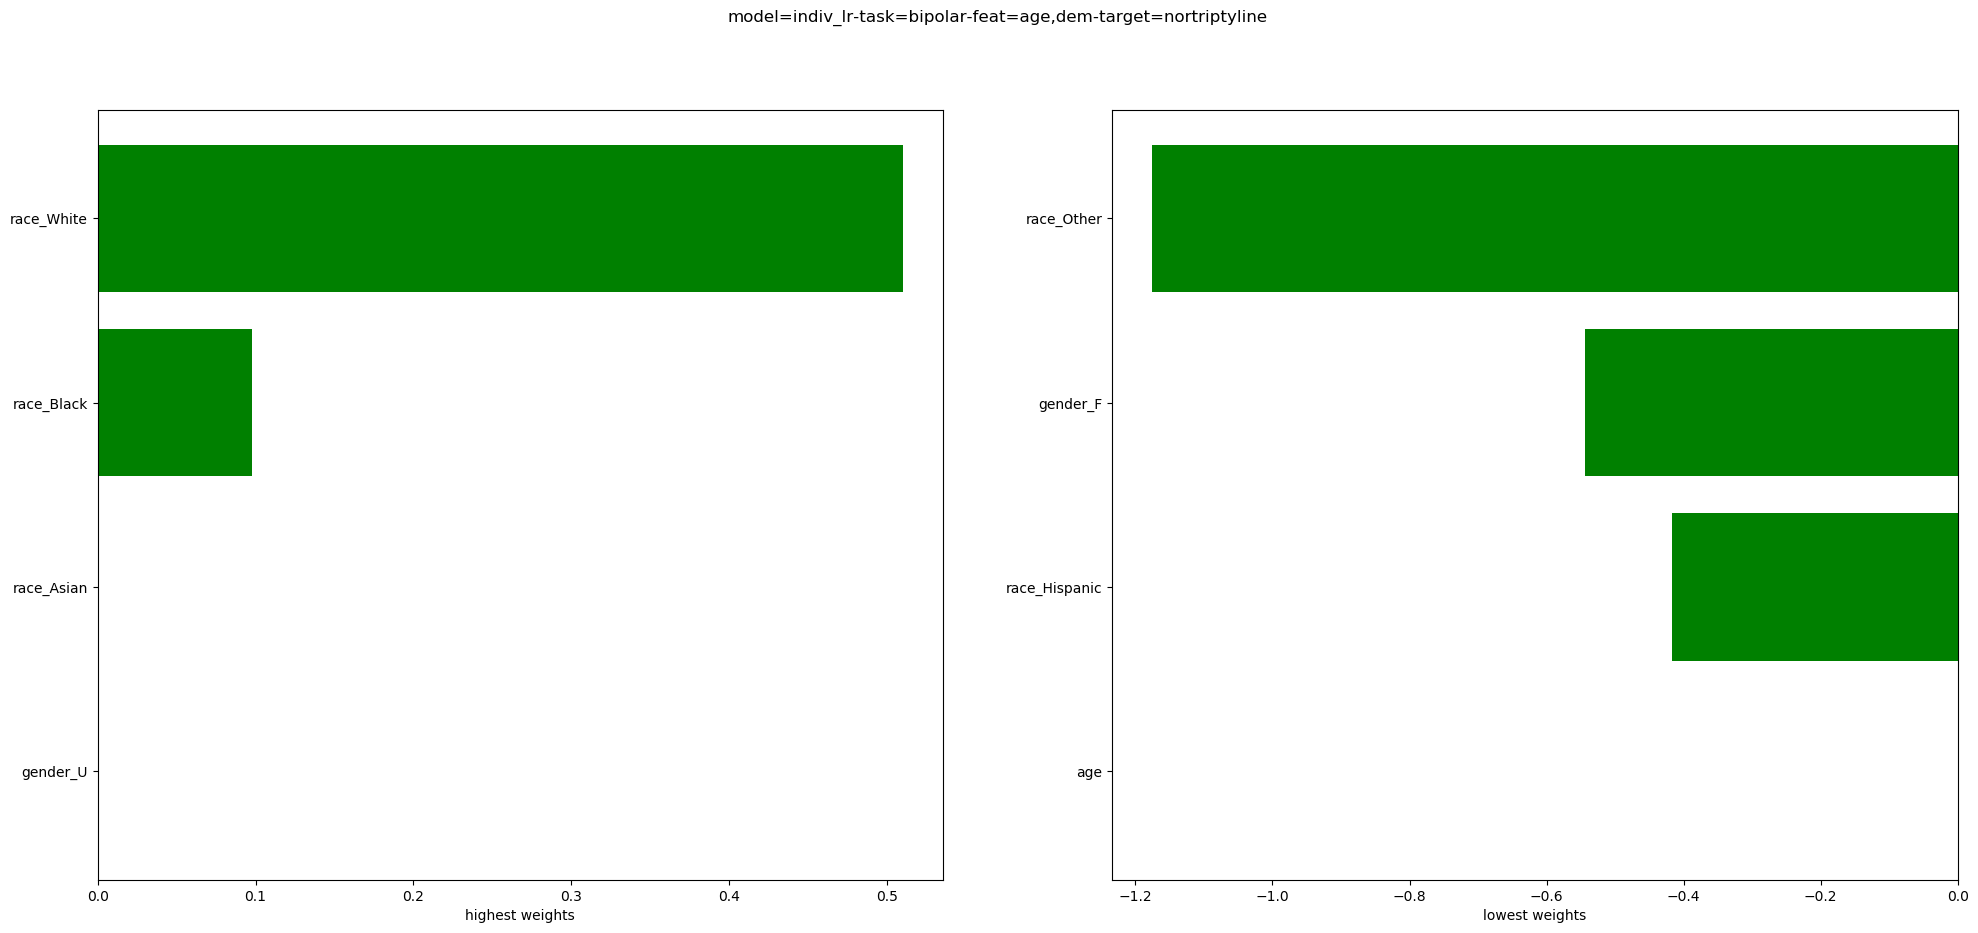 model=indiv_lr-task=bipolar-feat=age,dem-target=nortriptyline
race_White
race_Black
race_Asian
gender_U
0.0 0.1 0.2 0.3 0.4 0.5
highest weights
race_Other
gender_F
race_Hispanic
age
−1.2 −1.0 −0.8 −0.6 −0.4 −0.2 0.0
lowest weights